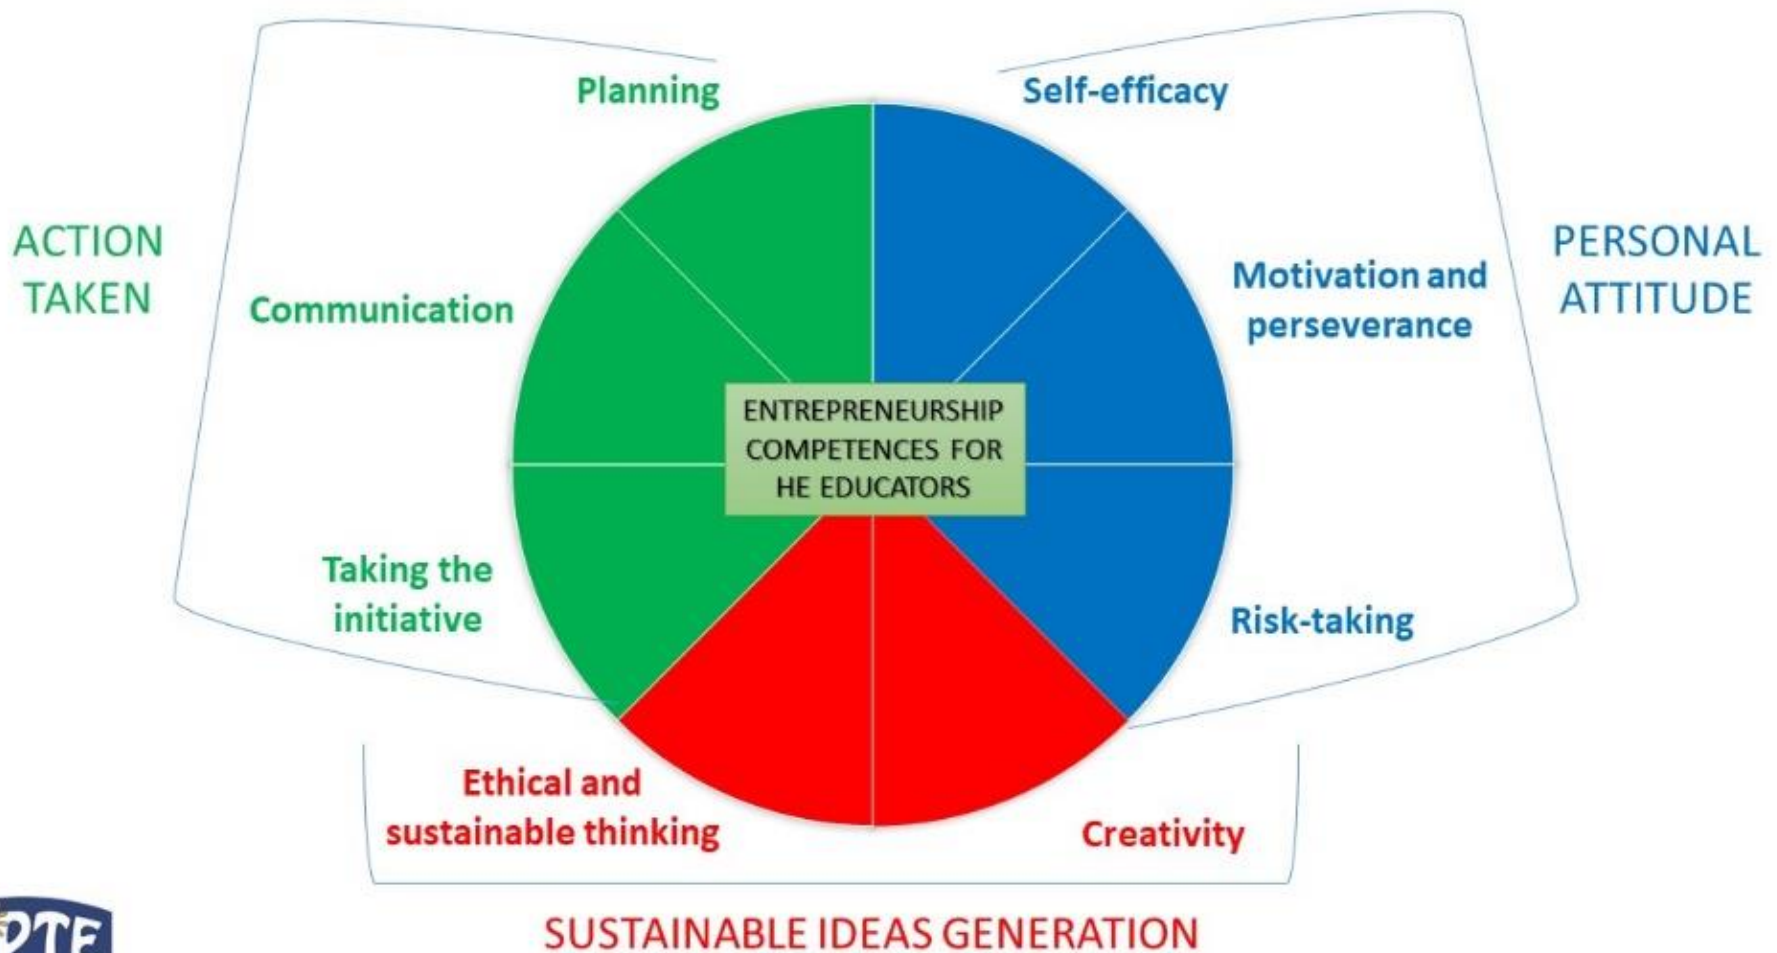 Planning
Self-efficacy
ACTION
TAKEN
PERSONAL
ATTITUDE
Communication
Motivation and
perseverance
ENTREPRENEURSHIP
COMPETENCES FOR
HE EDUCATORS
Taking the
initiative
Risk-taking
Ethical and
sustainable thinking
Creativity
SUSTAINABLE IDEAS GENERATION